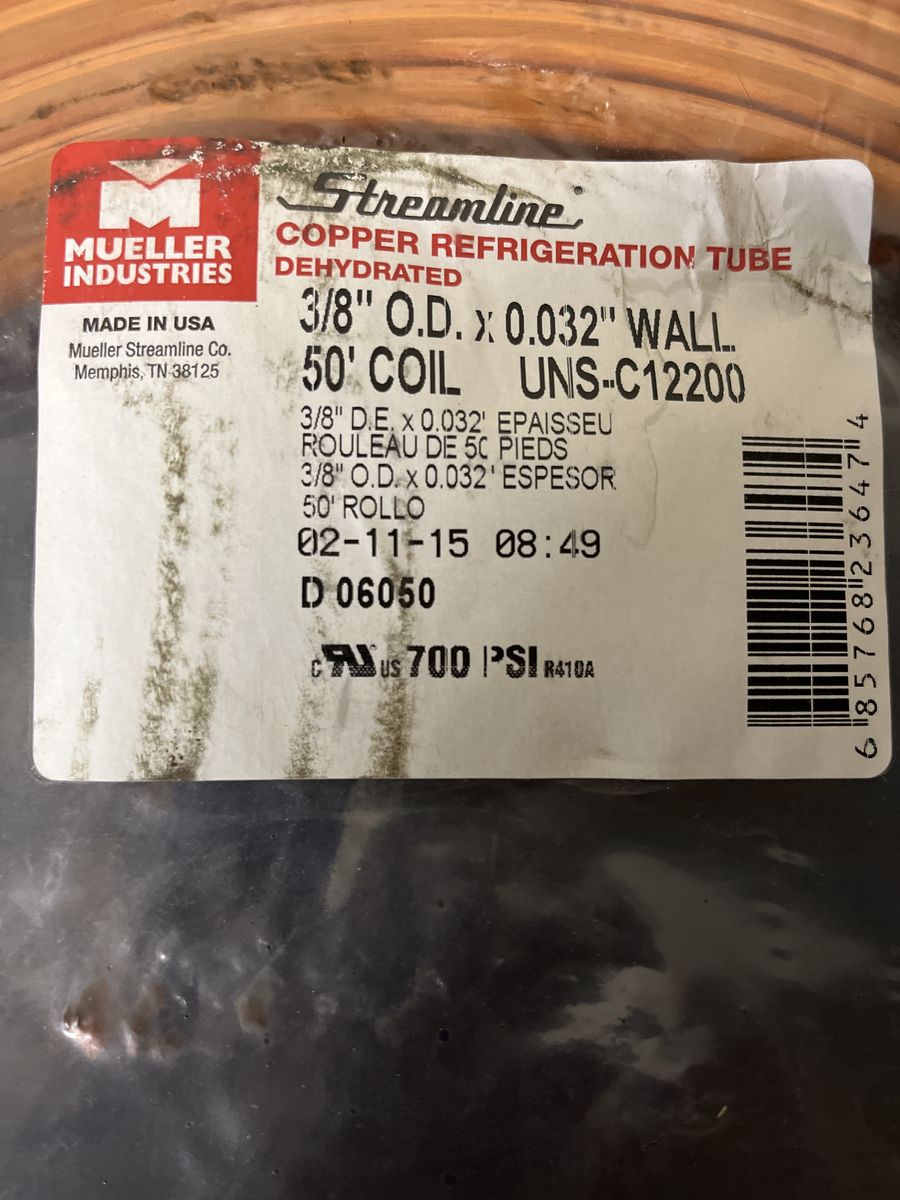 MUELLER
INDUSTRIES
MADE IN USA
Mueller Streamline Co.
Memphis, TN 38125
Streamline®
COPPER REFRIGERATION TUBE
DEHYDRATED
3/8" O.D. x 0.032" WALL
50' COIL UNS-C12200
3/8" D.E. x 0.032' EPAISSEU
ROULEAU DE 50 PIEDS
3/8" O.D. x 0.032' ESPESOR
50' ROLLO
02-11-15 08:49
D 06050
C RU US 700 PSI R410A
6 85768 23647 4